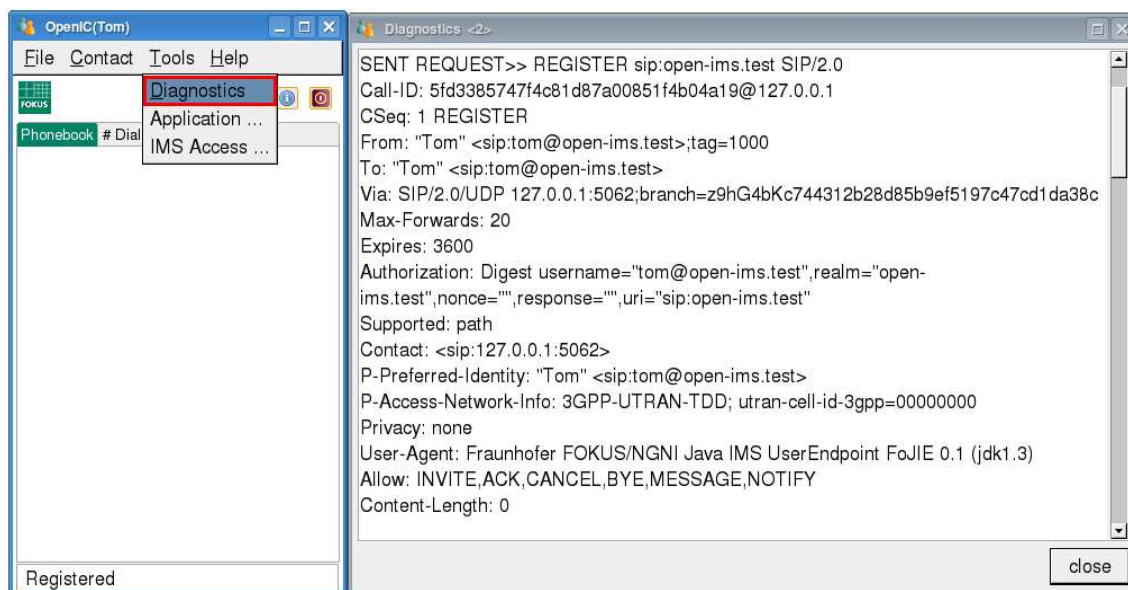 OpenIC(Tom)
File Contact Tools Help
Diagnostics
Application ...
IMS Access ...
FOKUS
Phonebook # Dial
Registered
Diagnostics <2>
SENT REQUEST>> REGISTER sip:open-ims.test SIP/2.0
Call-ID: 5fd3385747f4c81d87a00851f4b04a19@127.0.0.1
CSeq: 1 REGISTER
From: "Tom" <sip:tom@open-ims.test>;tag=1000
To: "Tom" <sip:tom@open-ims.test>
Via: SIP/2.0/UDP 127.0.0.1:5062;branch=z9hG4bKc744312b28d85b9ef5197c47cd1da38c
Max-Forwards: 20
Expires: 3600
Authorization: Digest username="tom@open-ims.test",realm="open-
ims.test",nonce="",response="",uri="sip:open-ims.test"
Supported: path
Contact: <sip:127.0.0.1:5062>
P-Preferred-Identity: "Tom" <sip:tom@open-ims.test>
P-Access-Network-Info: 3GPP-UTRAN-TDD; utran-cell-id-3gpp=00000000
Privacy: none
User-Agent: Fraunhofer FOKUS/NGNI Java IMS UserEndpoint FoJIE 0.1 (jdk1.3)
Allow: INVITE,ACK,CANCEL,BYE,MESSAGE,NOTIFY
Content-Length: 0
close